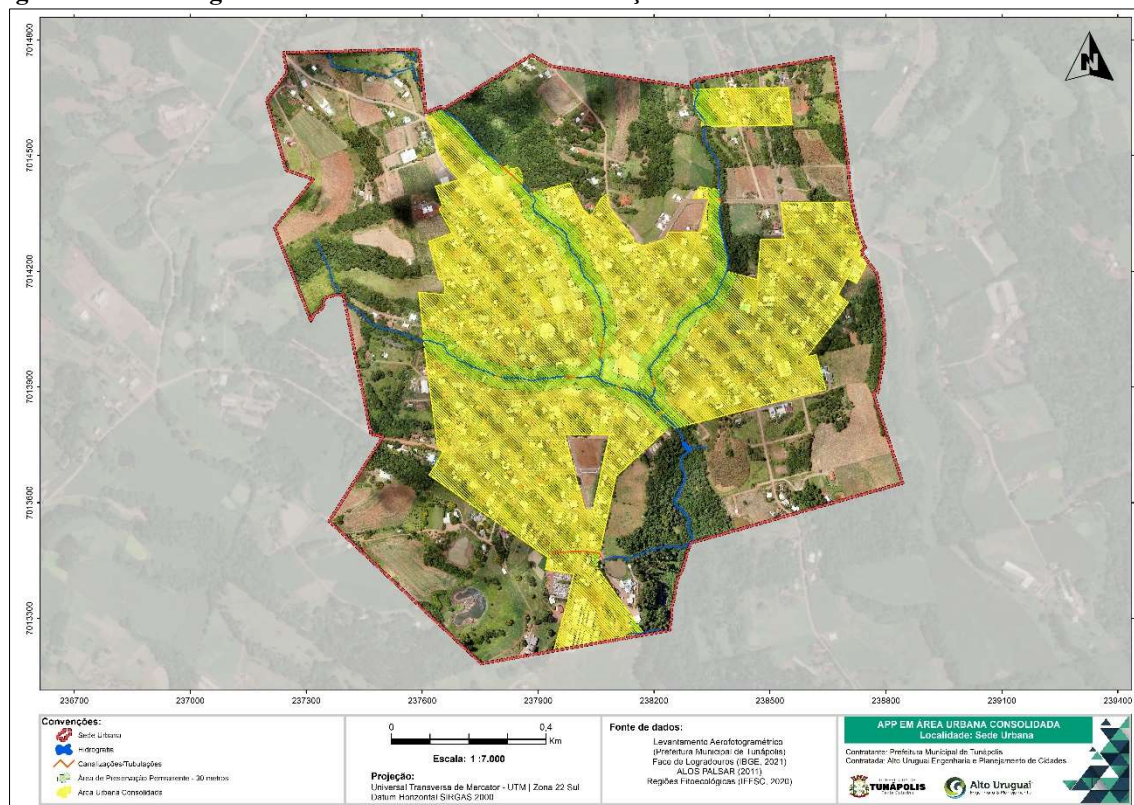 7014800
N
7014500
7014200
7013900
7013600
7013300
236700 237000 237300 237600 237900 238200 238500 238800 239100 239400
Convenções:
Sede Urbana
Hidrografia
Canalizações/Tubulações
Área de Preservação Permanente - 30 metros
Área Urbana Consolidada
0 0,4
Km
Escala: 1 :7.000
Projeção:
Universal Transversa de Mercator - UTM | Zona 22 Sul
Datum Horizontal SIRGAS 2000
Fonte de dados:
Levantamento Aerofotogramétrico
(Prefeitura Municipal de Tunápolis)
Face de Logradouros (IBGE, 2021)
ALOS PALSAR (2011)
Regiões Fitoecológicas (IFFSC, 2020)
APP EM ÁREA URBANA CONSOLIDADA
Localidade: Sede Urbana
Contratante: Prefeitura Municipal de Tunápolis
Contratada: Alto Uruguai Engenharia e Planejamento de Cidades
TUNÁPOLIS
Alto Uruguai
Engenharia e Planejamento